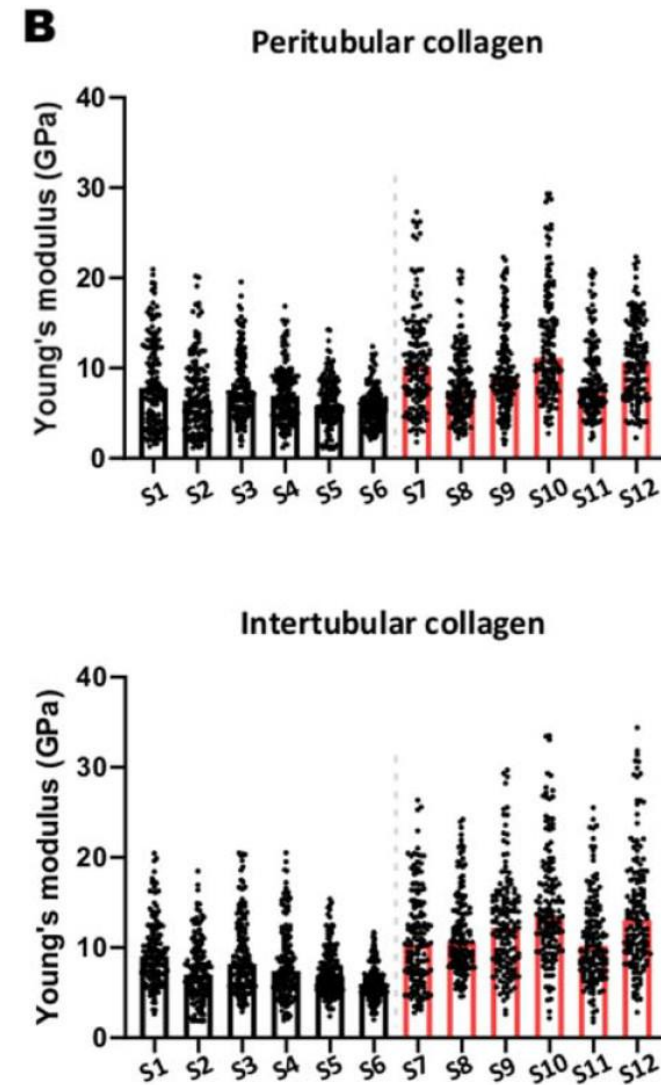 B
Peritubular collagen
Young's modulus (GPa)
40
30
20
10
0
S1 S2 S3 S4 S5 S6 S7 S8 S9 S10 S11 S12
Intertubular collagen
Young's modulus (GPa)
40
30
20
10
0
S1 S2 S3 S4 S5 S6 S7 S8 S9 S10 S11 S12